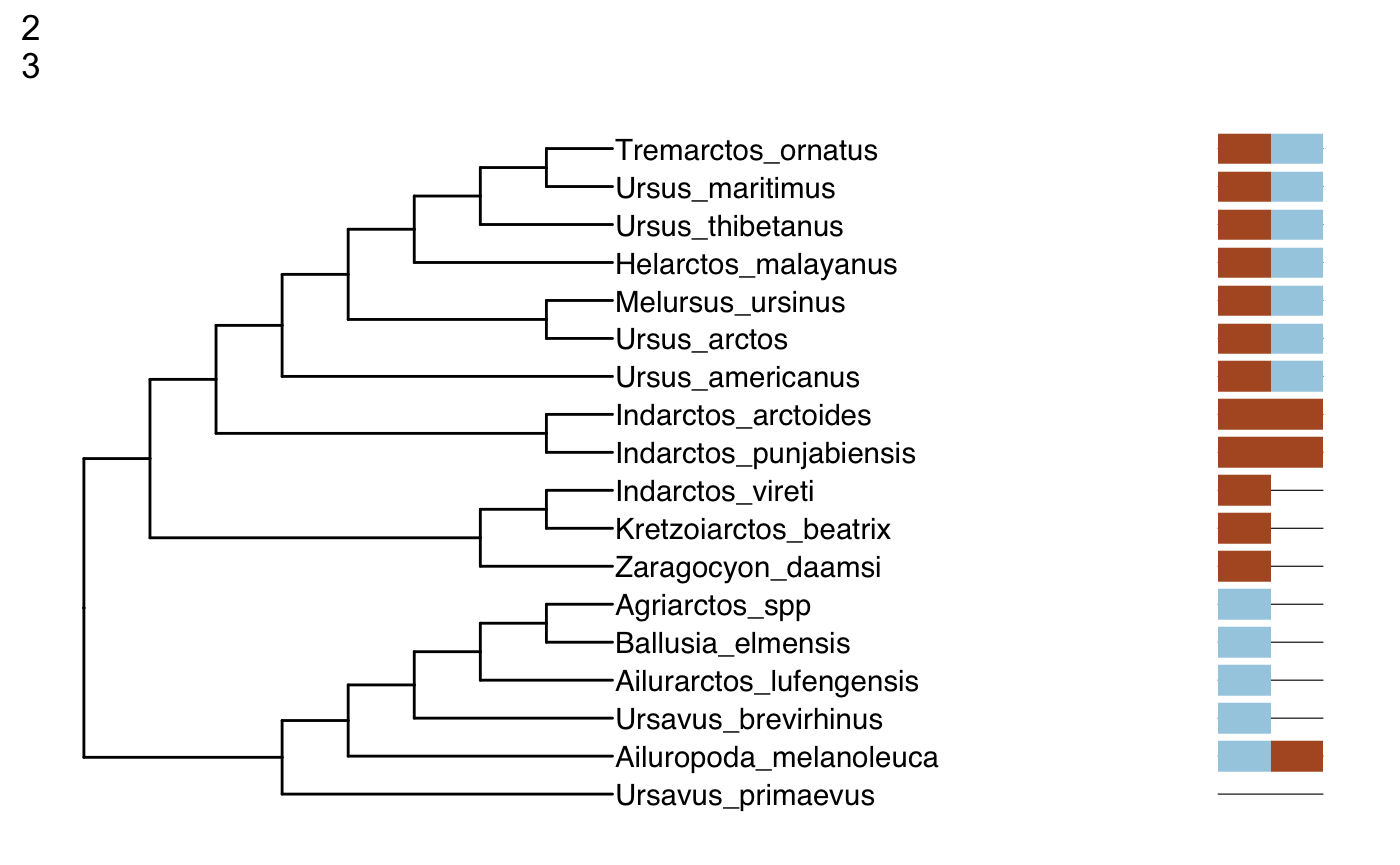 2
3
Tremarctos_ornatus
Ursus_maritimus
Ursus_thibetanus
Helarctos_malayanus
Melursus_ursinus
Ursus_arctos
Ursus_americanus
Indarctos_arctoides
Indarctos_punjabiensis
Indarctos_vireti
Kretzoiarctos_beatrix
Zaragocyon_daamsi
Agriarctos_spp
Ballusia_elmensis
Ailurarctos_lufengensis
Ursavus_brevirhinus
Ailuropoda_melanoleuca
Ursavus_primaevus